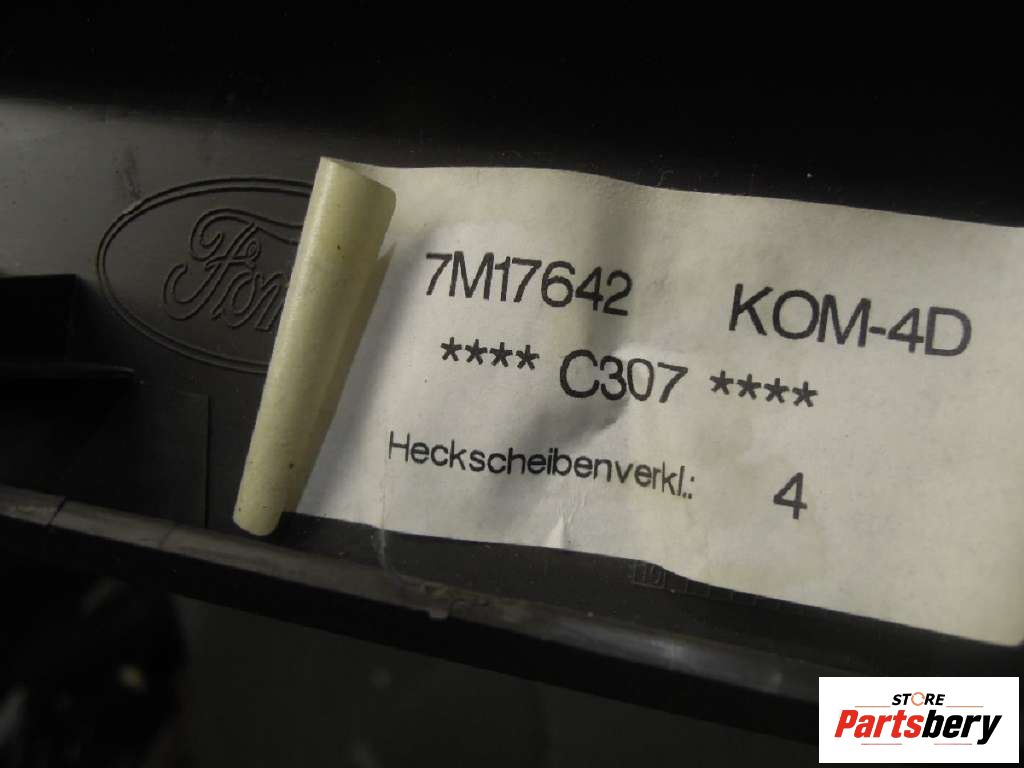 Ford
7M17642 KOM-4D
**** C307 ****
Heckscheibenverkl.: 4
STORE
Partsbery